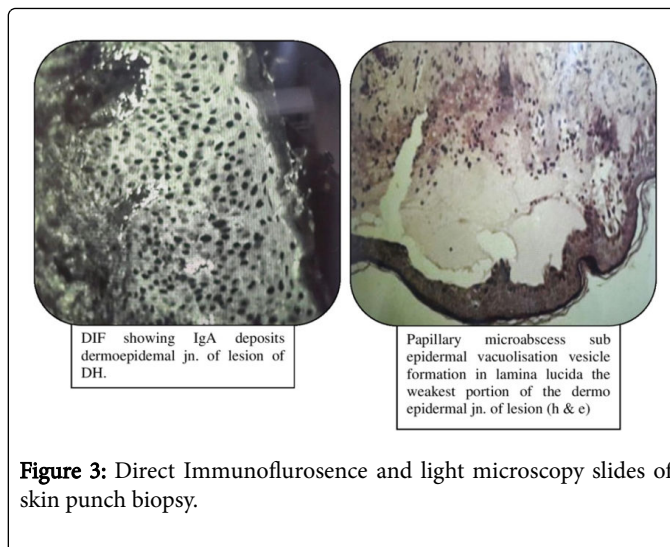 DIF showing IgA deposits
dermoepidemal jn. of lesion of
DH.
Papillary microabscess sub
epidermal vacuolisation vesicle
formation in lamina lucida the
weakest portion of the dermo
epidermal jn. of lesion (h & e)
Figure 3: Direct Immunoflurosence and light microscopy slides of
skin punch biopsy.